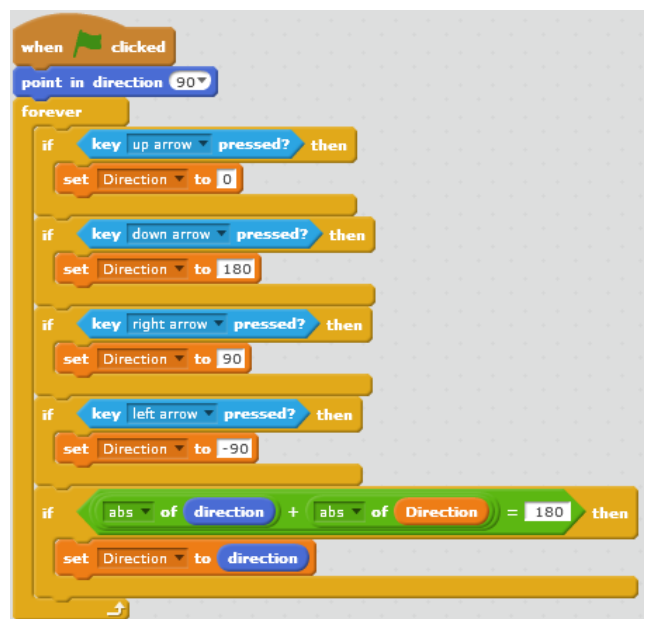 when clicked
point in direction 90
forever
if key up arrow pressed? then
set Direction to 0
if key down arrow pressed? then
set Direction to 180
if key right arrow pressed? then
set Direction to 90
if key left arrow pressed? then
set Direction to -90
if abs of direction + abs of Direction = 180 then
set Direction to direction